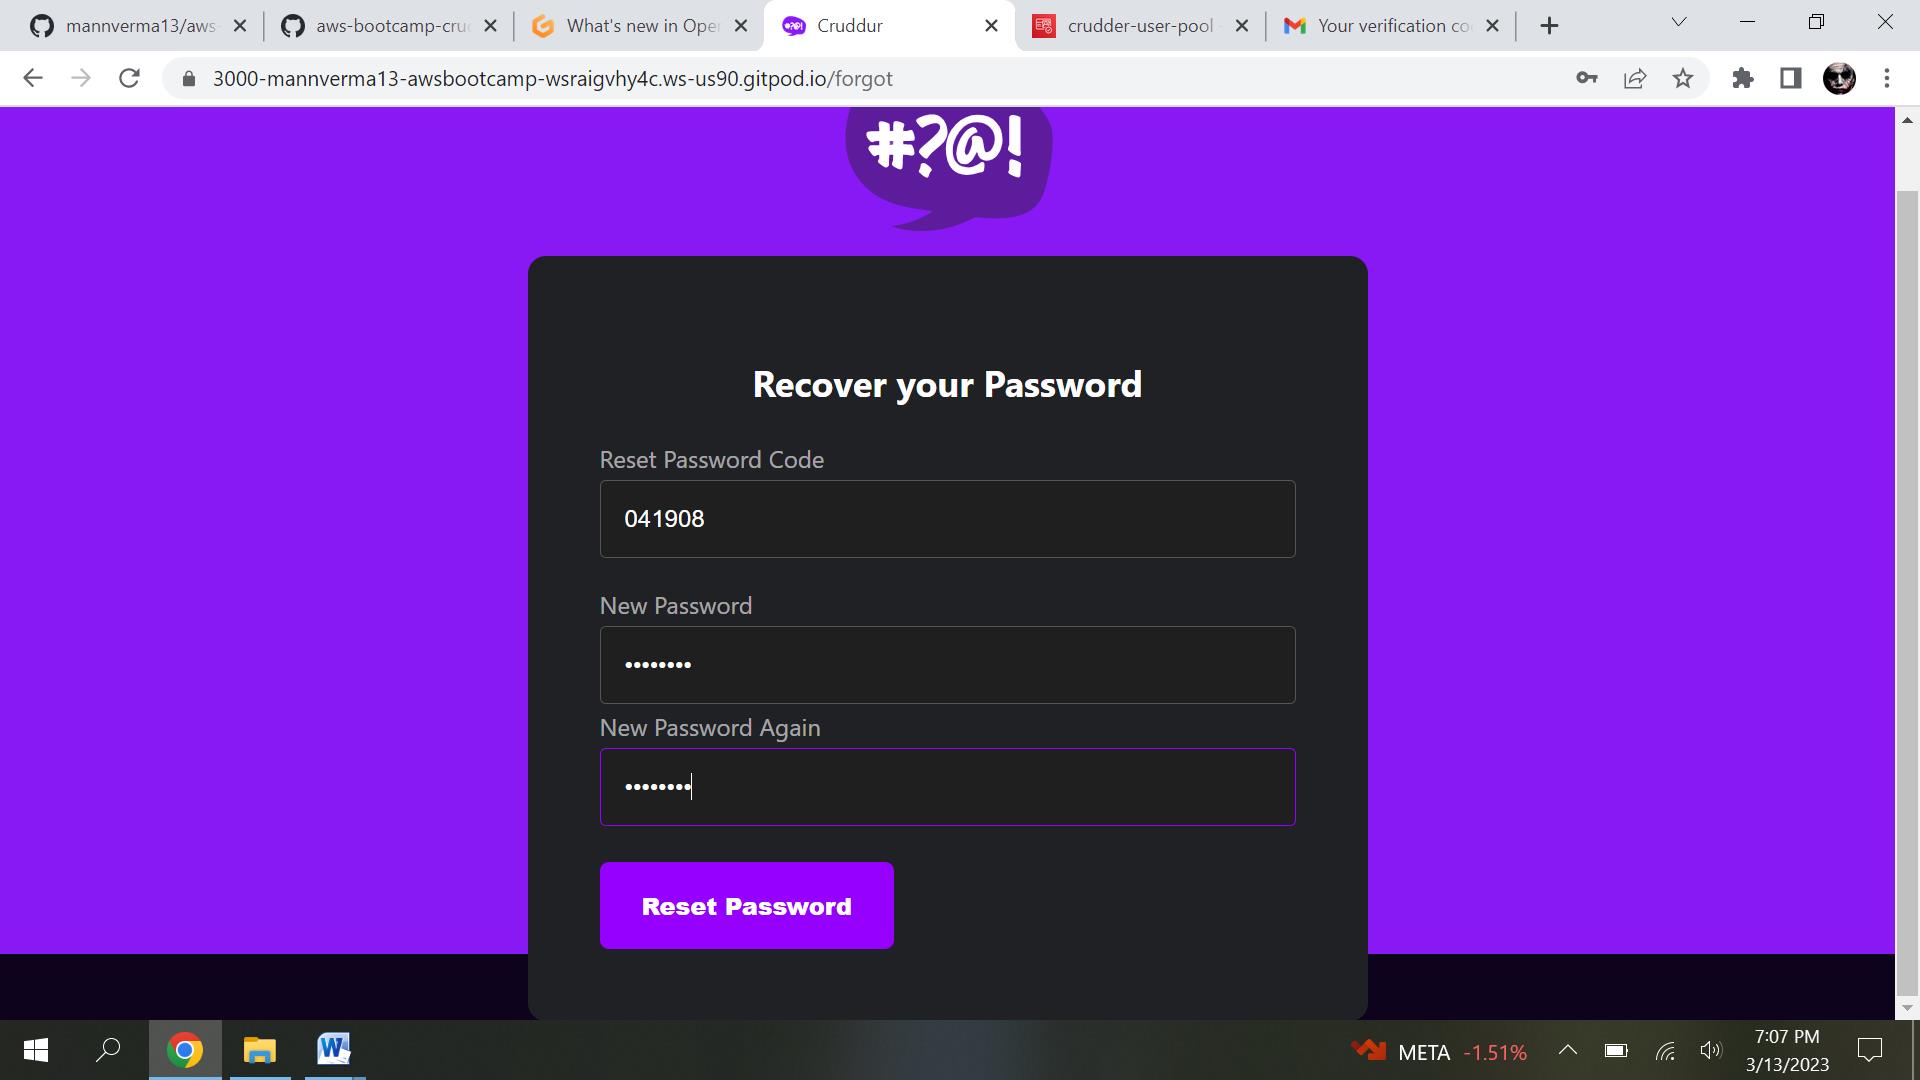 mannverma13/aws-
aws-bootcamp-cruc
What's new in Oper
Cruddur
crudder-user-pool -
Your verification co
3000-mannverma13-awsbootcamp-wsraigvhy4c.ws-us90.gitpod.io/forgot
#?@!
Recover your Password
Reset Password Code
041908
New Password
••••••••
New Password Again
••••••••
Reset Password
META -1.51%
7:07 PM
3/13/2023